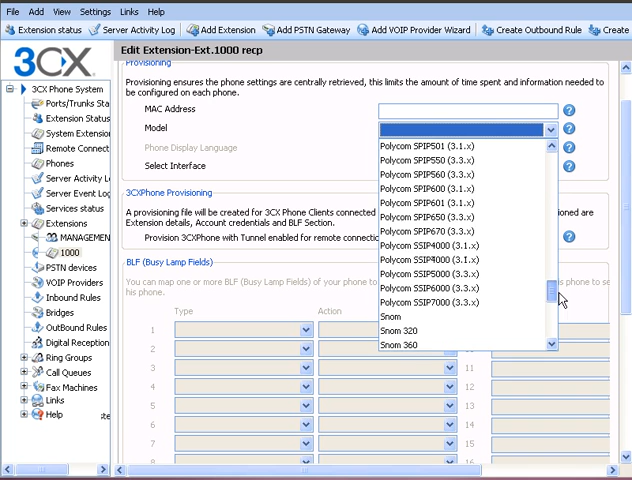 File Add View Settings Links Help
Extension status Server Activity Log Add Extension Add PSTN Gateway Add VOIP Provider Wizard Create Outbound Rule Create
3CX
Edit Extension-Ext.1000 recp
3CX Phone System
Ports/Trunks Sta
Extension Status
System Extension
Remote Connect
Phones
Server Activity L
Server Event Log
Services status
Extensions
MANAGEMEN
1000
PSTN devices
VOIP Providers
Inbound Rules
Bridges
OutBound Rules
Digital Reception
Ring Groups
Call Queues
Fax Machines
Links
Help
Provisioning
Provisioning ensures the phone settings are centrally retrieved, this limits the amount of time spent and information needed to
be configured on each phone.
MAC Address
Model
Phone Display Language
Select Interface
Polycom SPIP501 (3.1.x)
Polycom SPIP550 (3.3.x)
Polycom SPIP560 (3.3.x)
Polycom SPIP600 (3.1.x)
Polycom SPIP601 (3.1.x)
Polycom SPIP650 (3.3.x)
Polycom SPIP670 (3.3.x)
Polycom SSIP4000 (3.1.x)
Polycom SSIP4000 (3.1.x)
Polycom SSIP5000 (3.3.x)
Polycom SSIP6000 (3.3.x)
Polycom SSIP7000 (3.3.x)
Snom
Snom 320
Snom 360
3CXPhone Provisioning
A provisioning file will be created for 3CX Phone Clients connected ioned are
Extension details, Account credentials and BLF Section.
Provision 3CXPhone with Tunnel enabled for remote connectio
BLF (Busy Lamp Fields)
You can map one or more BLF (Busy Lamp Fields) of your phone to this phone to se
his phone.
Type Action
1
2
3 11
4 12
5 13
6 14
7 15
8 16